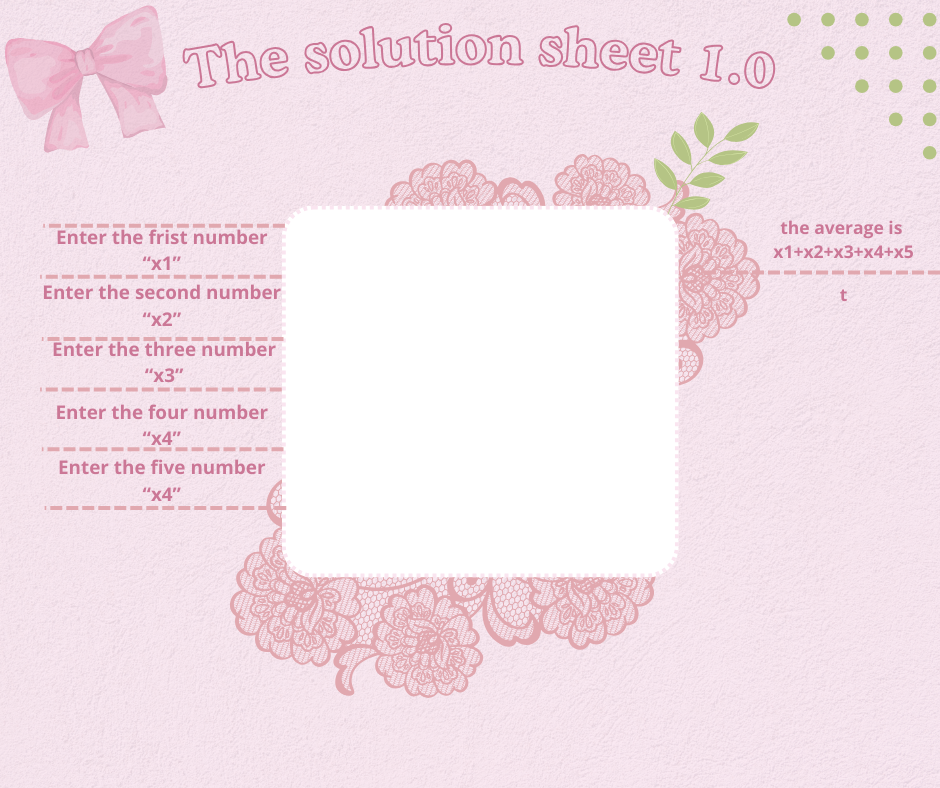 The solution sheet 1.0
Enter the frist number
“x1”
Enter the second number
“x2”
Enter the three number
“x3”
Enter the four number
“x4”
Enter the five number
“x4”
the average is
x1+x2+x3+x4+x5
t